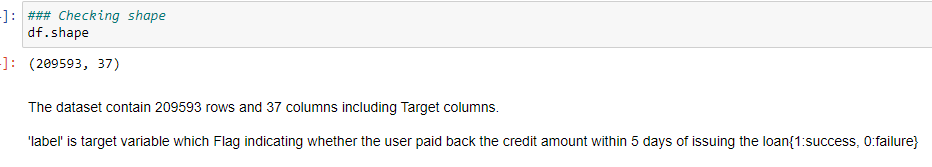 ]: ### Checking shape
df.shape
]: (209593, 37)
The dataset contain 209593 rows and 37 columns including Target columns.
'label' is target variable which Flag indicating whether the user paid back the credit amount within 5 days of issuing the loan{1:success, 0:failure}